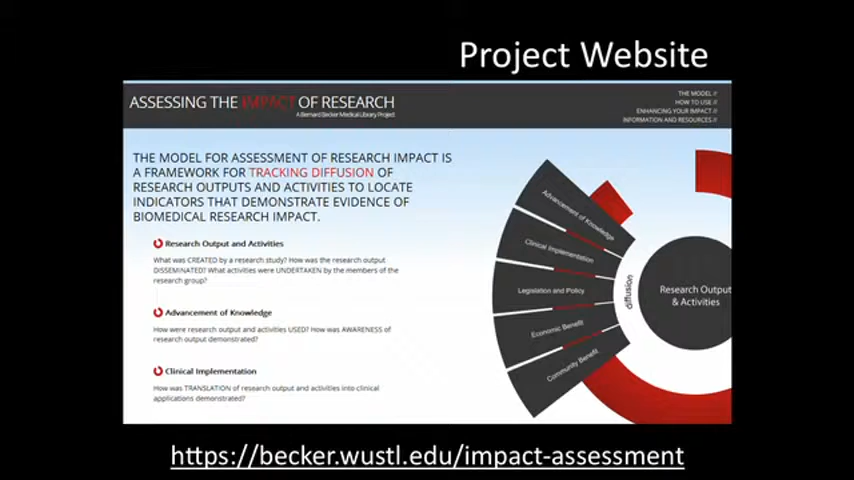 Project Website
ASSESSING THE IMPACT OF RESEARCH
A Bernard Becker Medical Library Project
THE MODEL //
HOW TO USE //
ENHANCING YOUR IMPACT //
INFORMATION AND RESOURCES //
THE MODEL FOR ASSESSMENT OF RESEARCH IMPACT IS
A FRAMEWORK FOR TRACKING DIFFUSION OF
RESEARCH OUTPUTS AND ACTIVITIES TO LOCATE
INDICATORS THAT DEMONSTRATE EVIDENCE OF
BIOMEDICAL RESEARCH IMPACT.
Research Output and Activities
What was CREATED by a research study? How was the research output
DISSEMINATED? What activities were UNDERTAKEN by the members of the
research group?
Advancement of Knowledge
How were research output and activities USED? How was AWARENESS of
research output demonstrated?
Clinical Implementation
How was TRANSLATION of research output and activities into clinical
applications demonstrated?
Advancement of Knowledge
Clinical Implementation
Legislation and Policy
Economic Benefit
Community Benefit
diffusion
Research Output
& Activities
https://becker.wustl.edu/impact-assessment